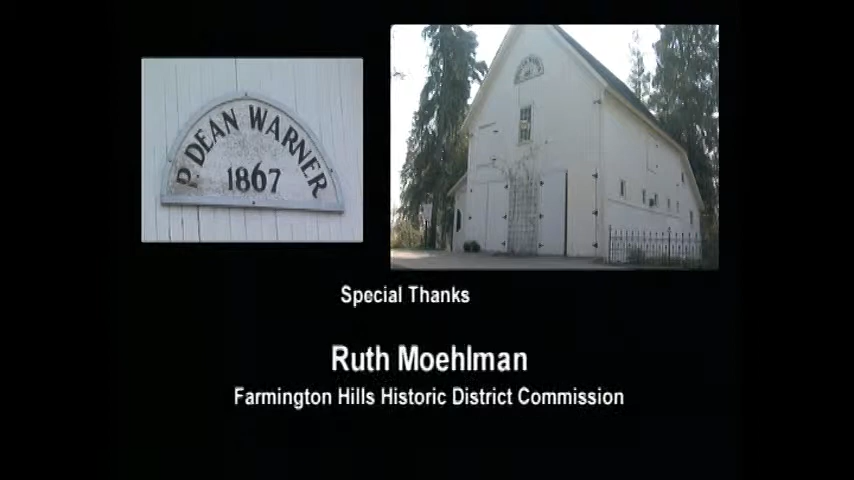 P. DEAN WARNER
1867
Special Thanks
Ruth Moehlman
Farmington Hills Historic District Commission